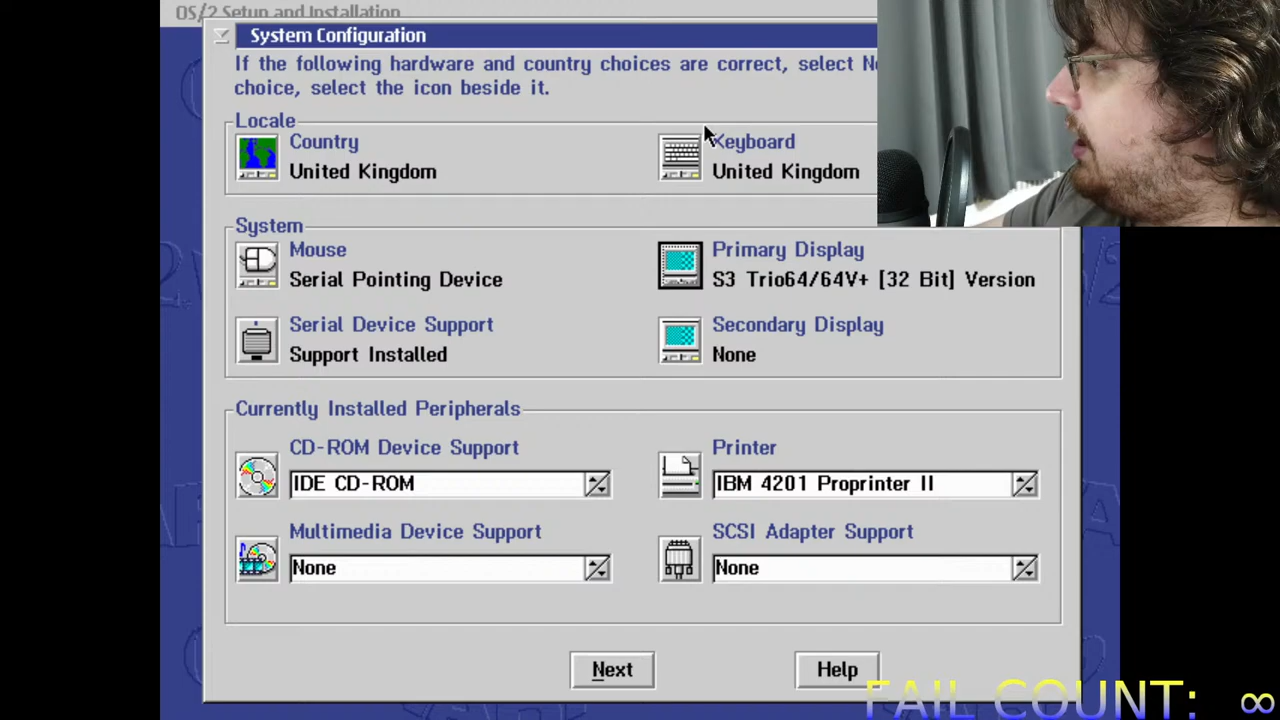 OS/2 Setup and Installation
System Configuration
If the following hardware and country choices are correct, select
choice, select the icon beside it.
Locale
Country
United Kingdom
Keyboard
United Kingdom
System
Mouse
Serial Pointing Device
Primary Display
S3 Trio64/64V+ [32 Bit] Version
Serial Device Support
Support Installed
Secondary Display
None
Currently Installed Peripherals
CD-ROM Device Support
IDE CD-ROM
Printer
IBM 4201 Proprinter II
Multimedia Device Support
None
SCSI Adapter Support
None
Next
Help
FAIL COUNT: ∞